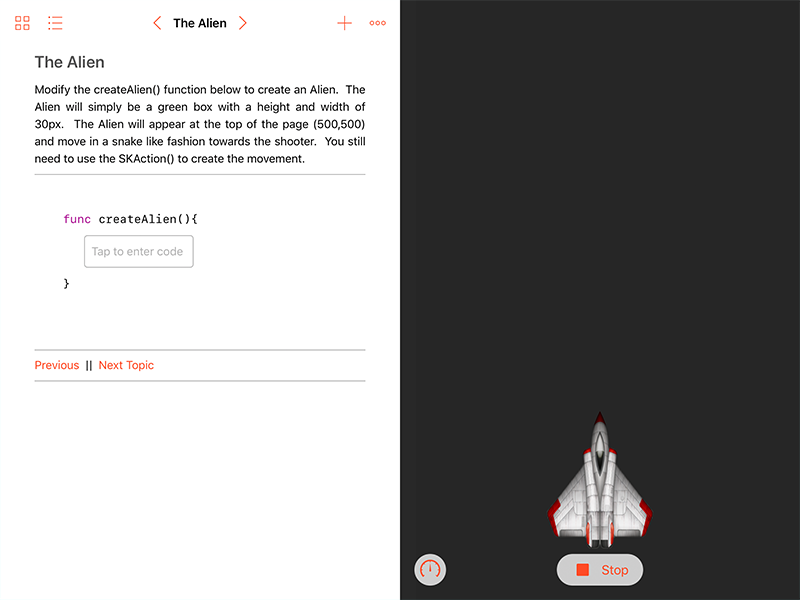 The Alien
The Alien
Modify the createAlien() function below to create an Alien. The
Alien will simply be a green box with a height and width of
30px. The Alien will appear at the top of the page (500,500)
and move in a snake like fashion towards the shooter. You still
need to use the SKAction() to create the movement.
func createAlien(){
Tap to enter code
}
Previous || Next Topic
Stop